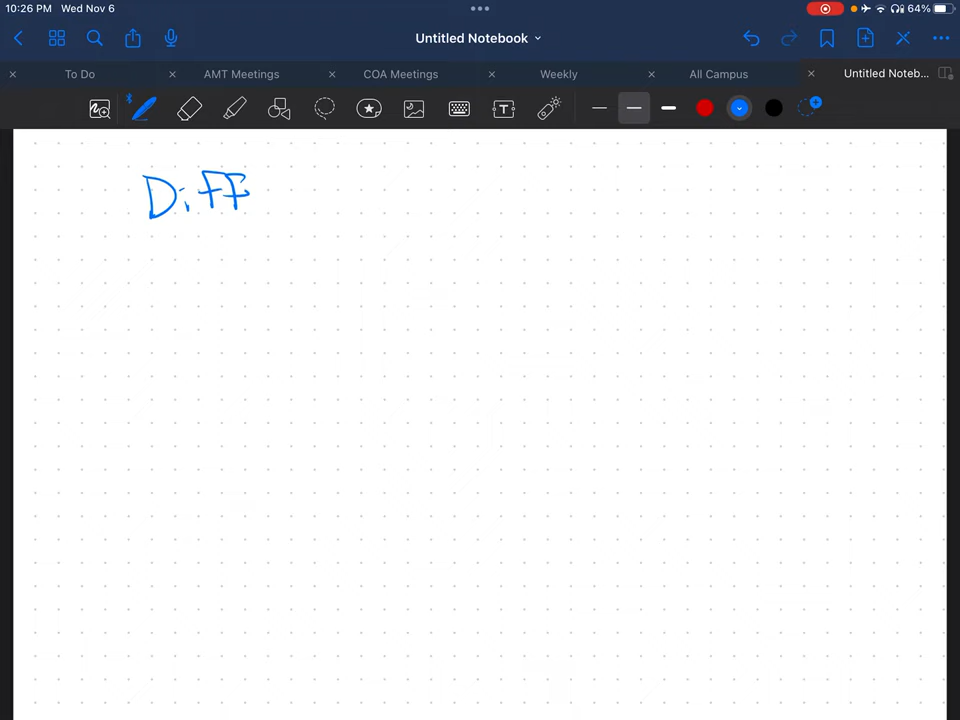 10:26 PM Wed Nov 6 64%
Untitled Notebook
To Do AMT Meetings COA Meetings Weekly All Campus Untitled Noteb...
T
Diff